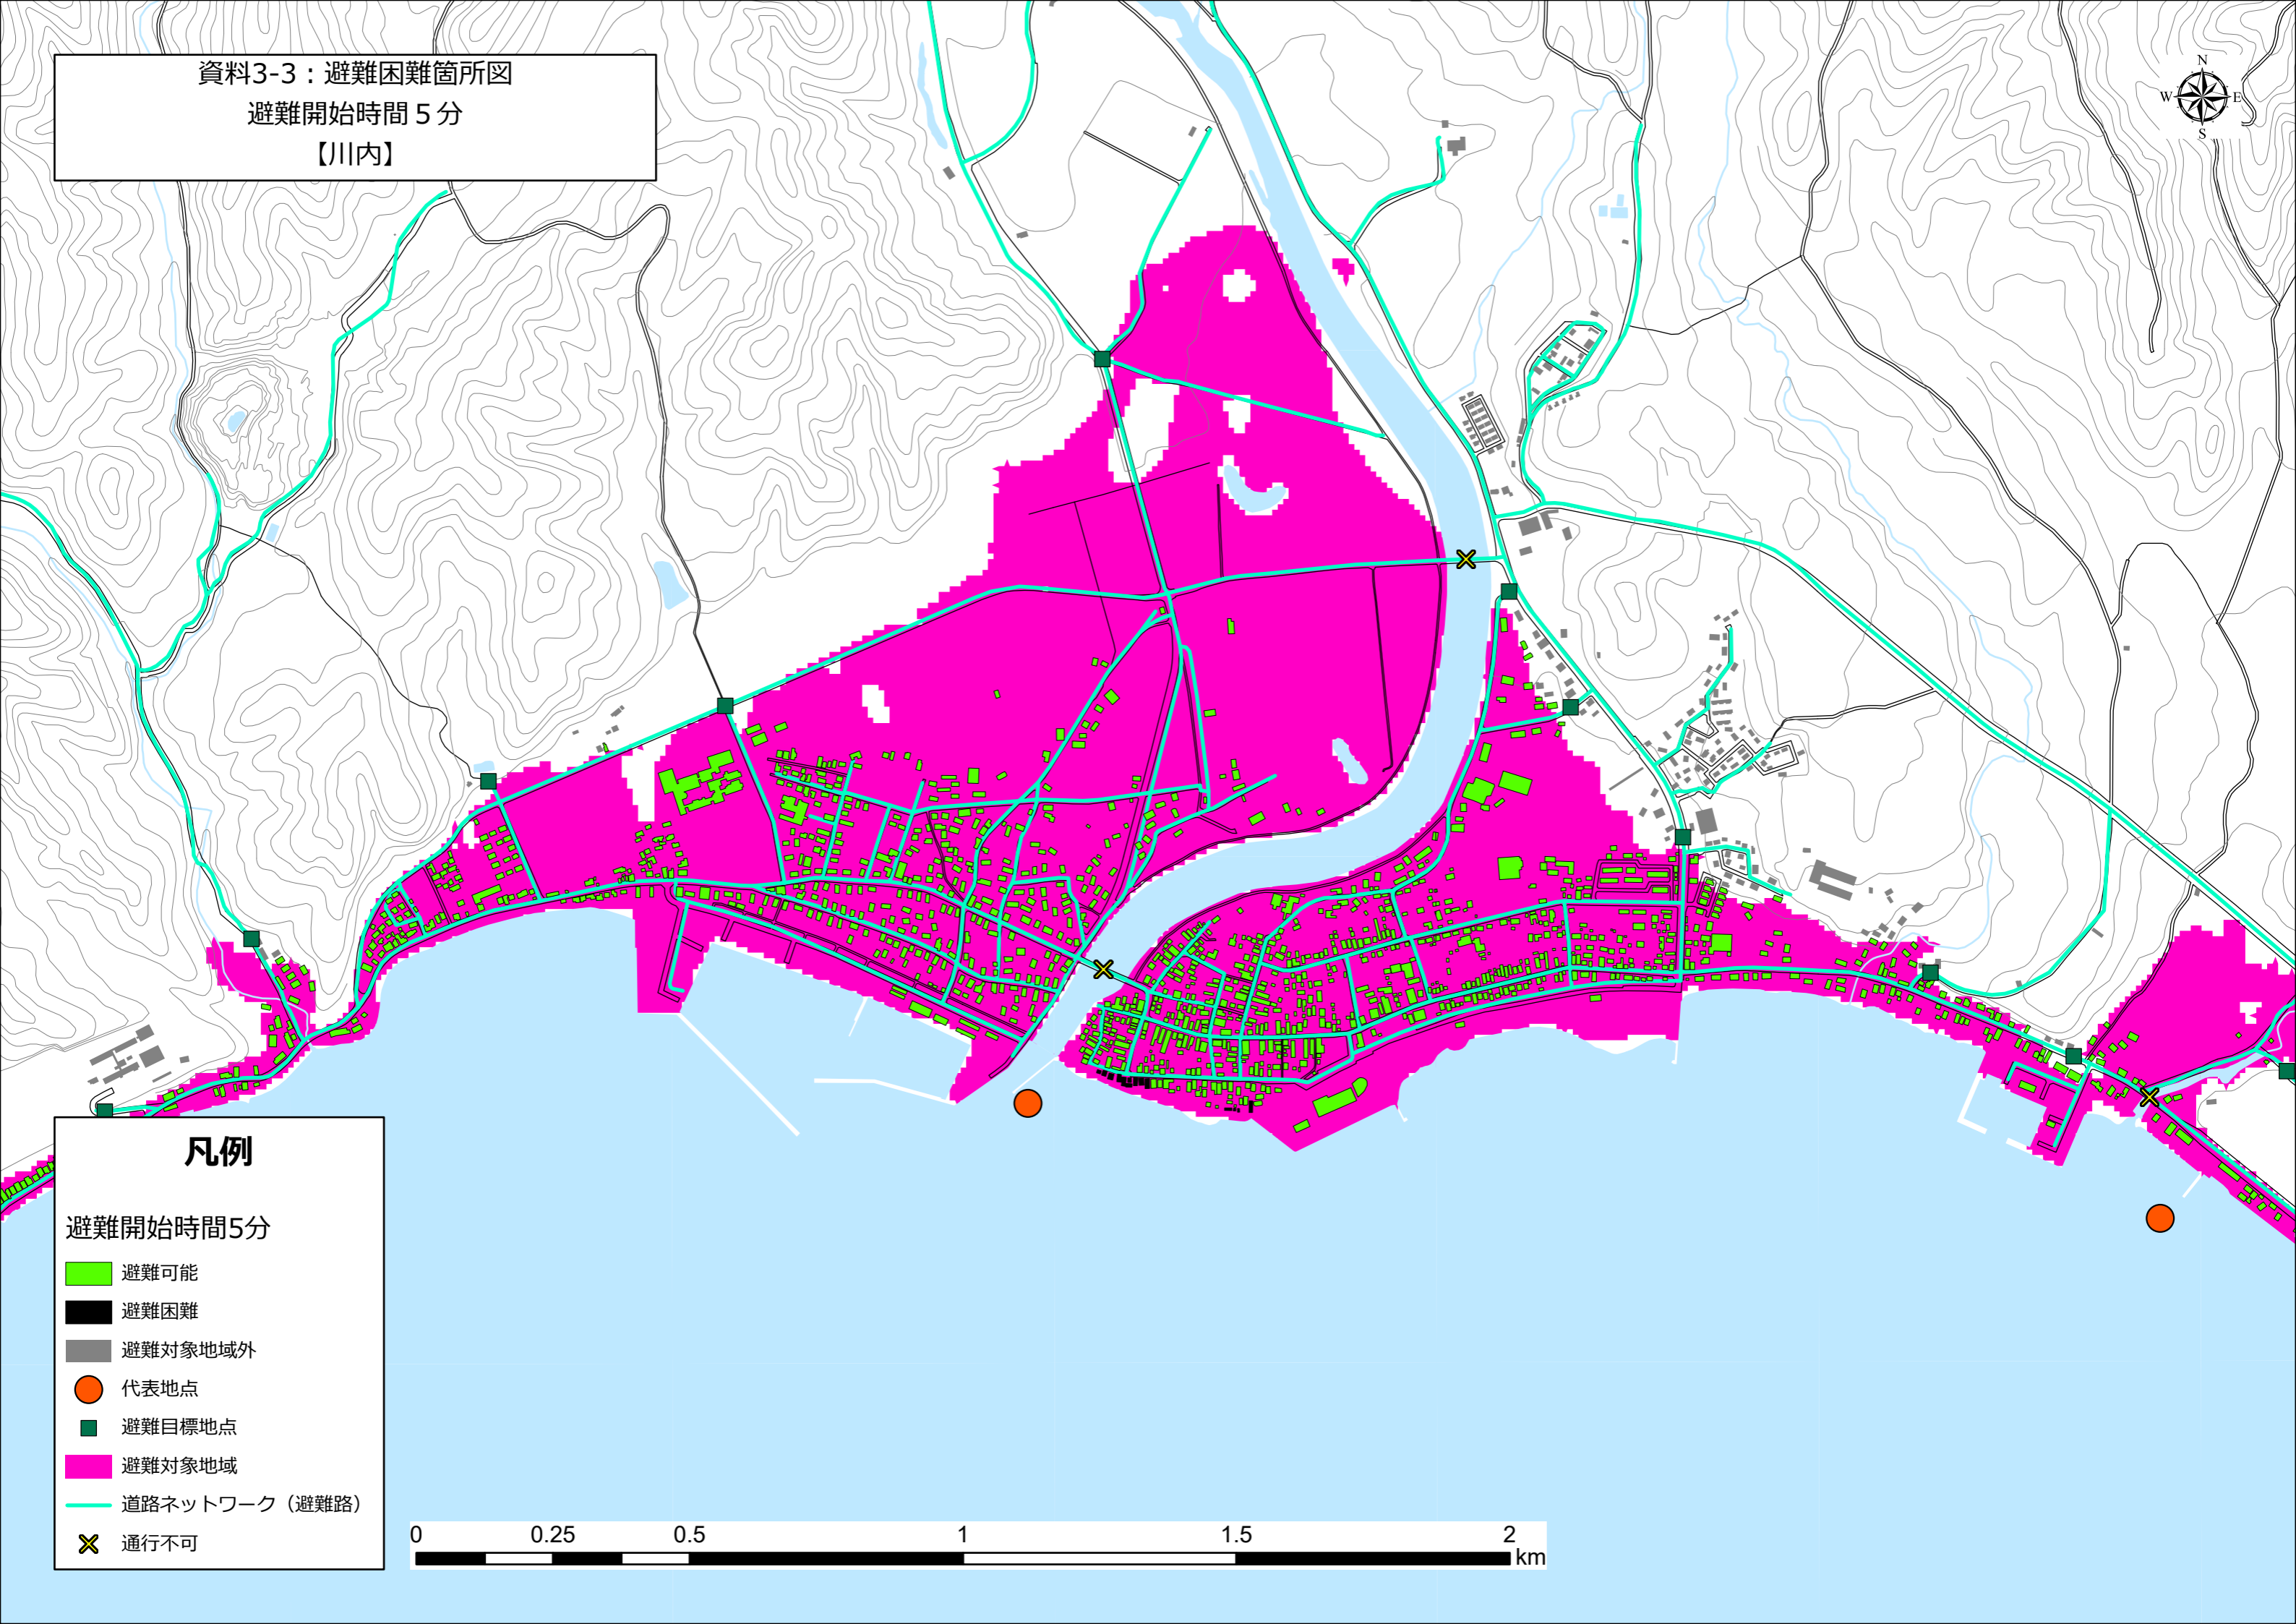 資料3-3：避難困難箇所図
避難開始時間５分
【川内】
N
W
E
S
凡例
避難開始時間5分
避難可能
避難困難
避難対象地域外
代表地点
避難目標地点
避難対象地域
道路ネットワーク（避難路）
通行不可
0 0.25 0.5 1 1.5 2
km